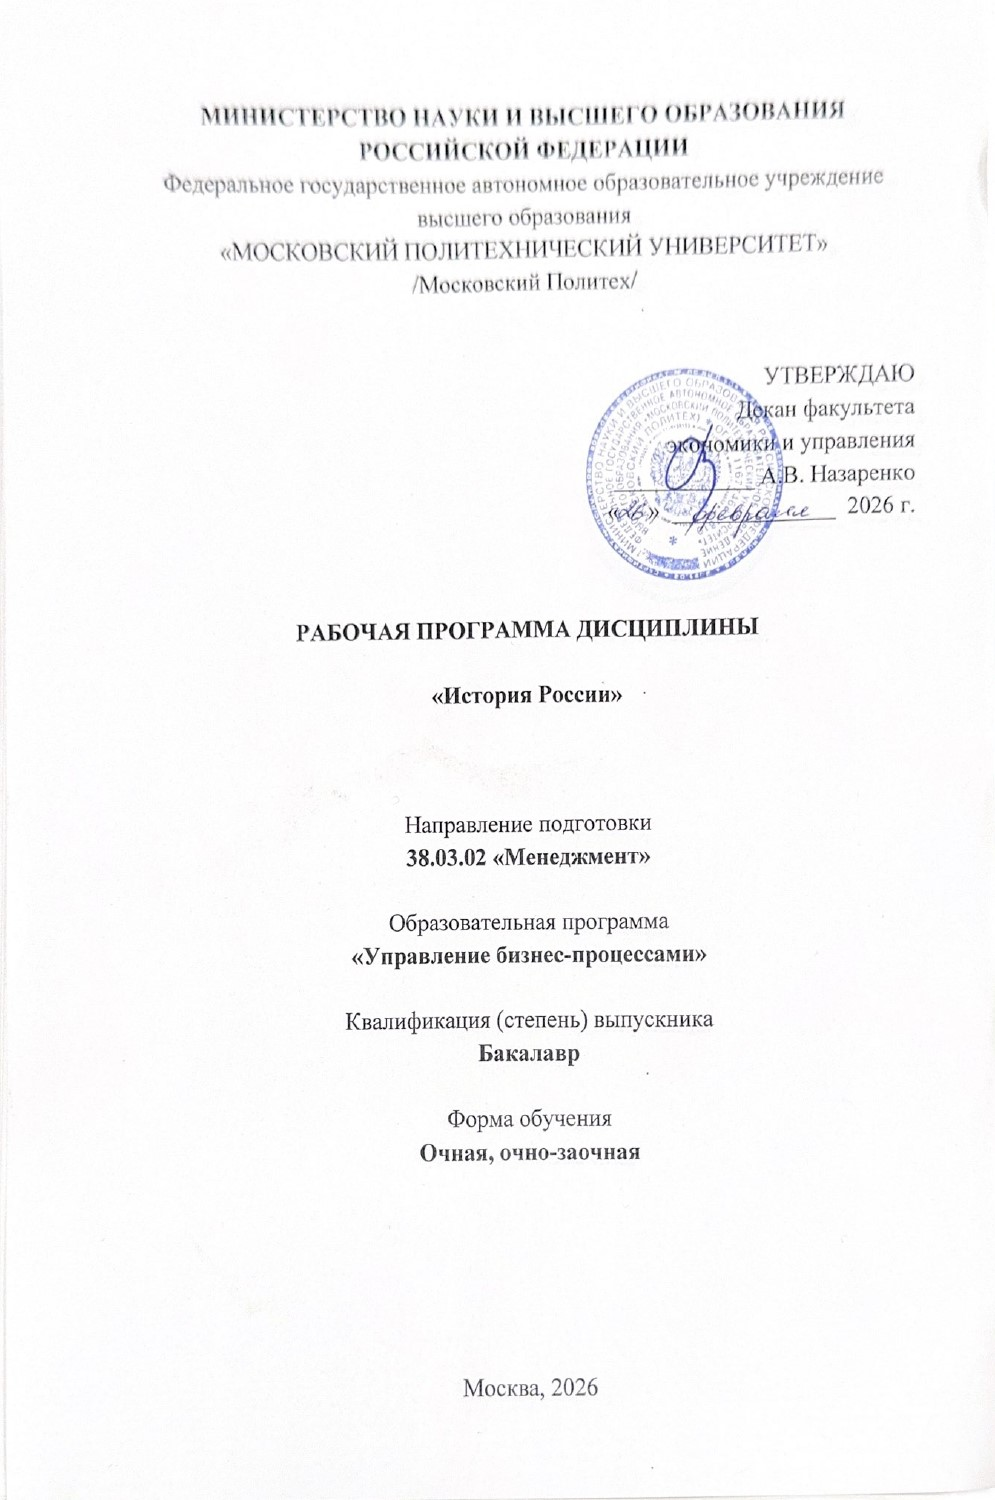 МИНИСТЕРСТВО НАУКИ И ВЫСШЕГО ОБРАЗОВАНИЯ
РОССИЙСКОЙ ФЕДЕРАЦИИ
Федеральное государственное автономное образовательное учреждение
высшего образования
«МОСКОВСКИЙ ПОЛИТЕХНИЧЕСКИЙ УНИВЕРСИТЕТ»
/Московский Политех/
УТВЕРЖДАЮ
Декан факультета
экономики и управления
А.В. Назаренко
«26» февраля 2026 г.
РАБОЧАЯ ПРОГРАММА ДИСЦИПЛИНЫ
«История России»
Направление подготовки
38.03.02 «Менеджмент»
Образовательная программа
«Управление бизнес-процессами»
Квалификация (степень) выпускника
Бакалавр
Форма обучения
Очная, очно-заочная
Москва, 2026